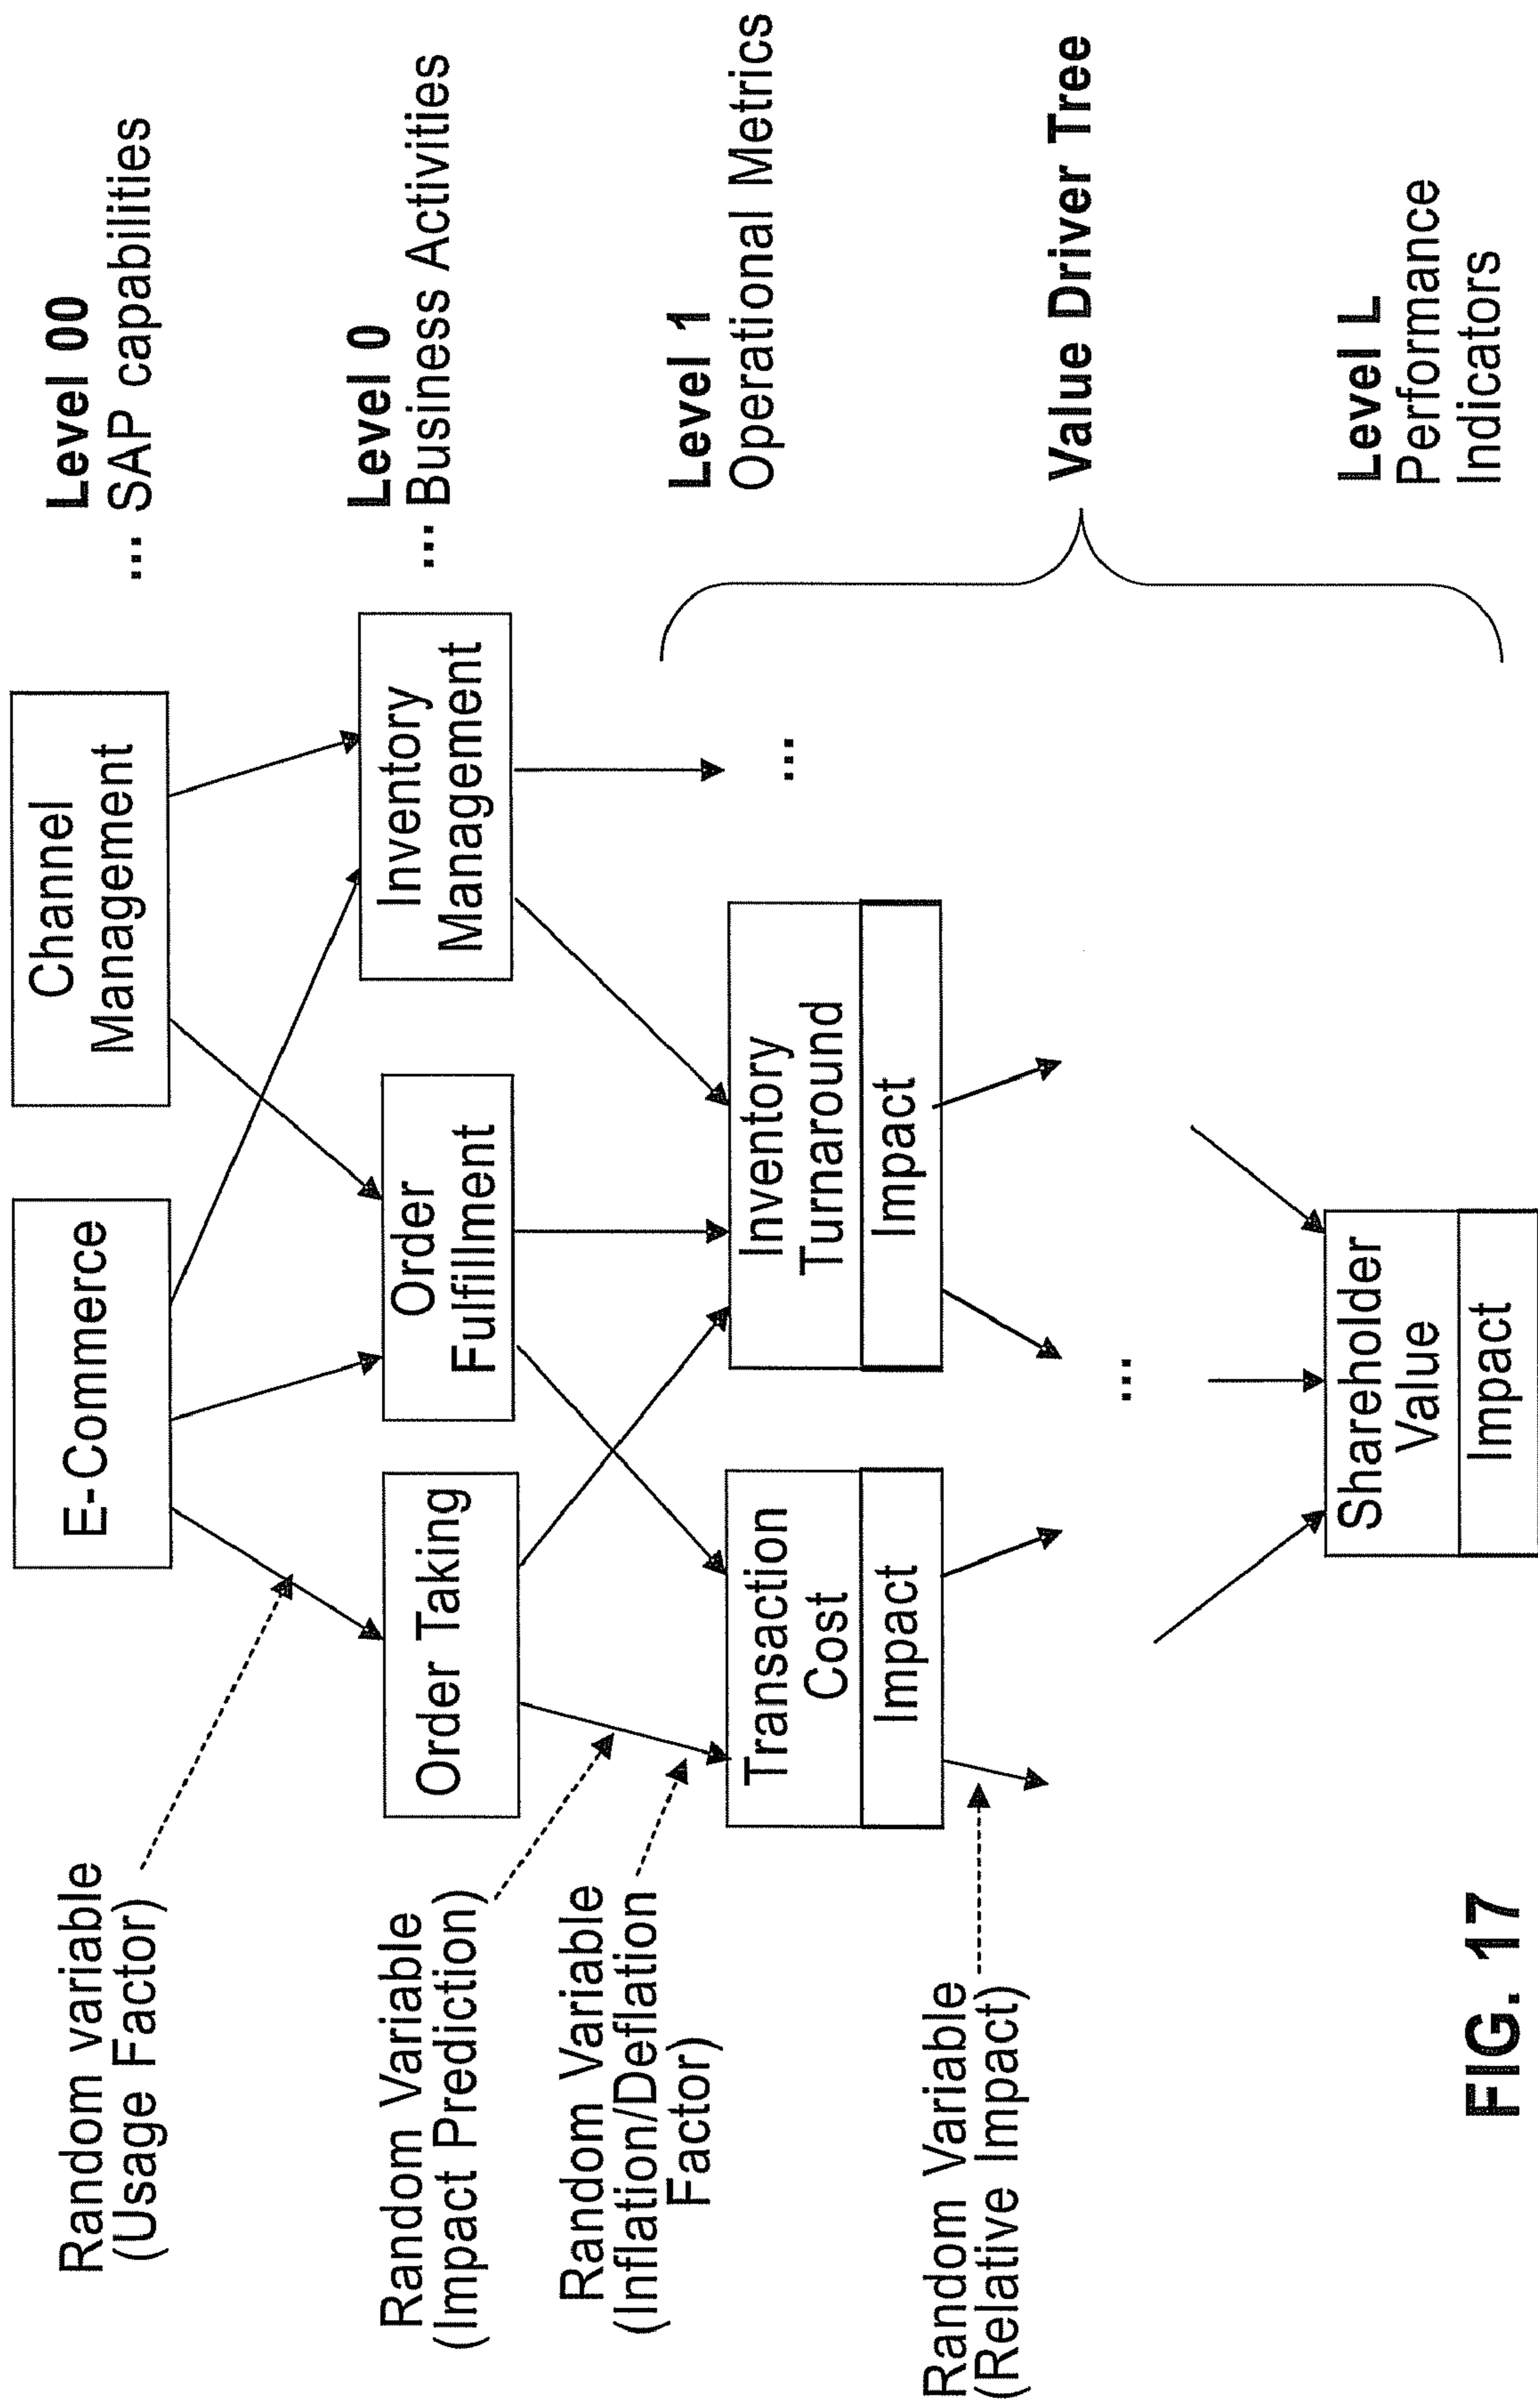 Random variable
(Usage Factor)
E-Commerce
Channel
Management
Level 00
... SAP capabilities
Random Variable
(Impact Prediction)
Order Taking
Order
Fulfillment
Inventory
Management
Level 0
... Business Activities
Random Variable
(Inflation/Deflation
Factor)
Transaction
Cost
Impact
Inventory
Turnaround
Impact
...
Level 1
Operational Metrics
Random Variable
(Relative Impact)
...
Value Driver Tree
Shareholder
Value
Impact
Level L
Performance
Indicators
FIG. 17